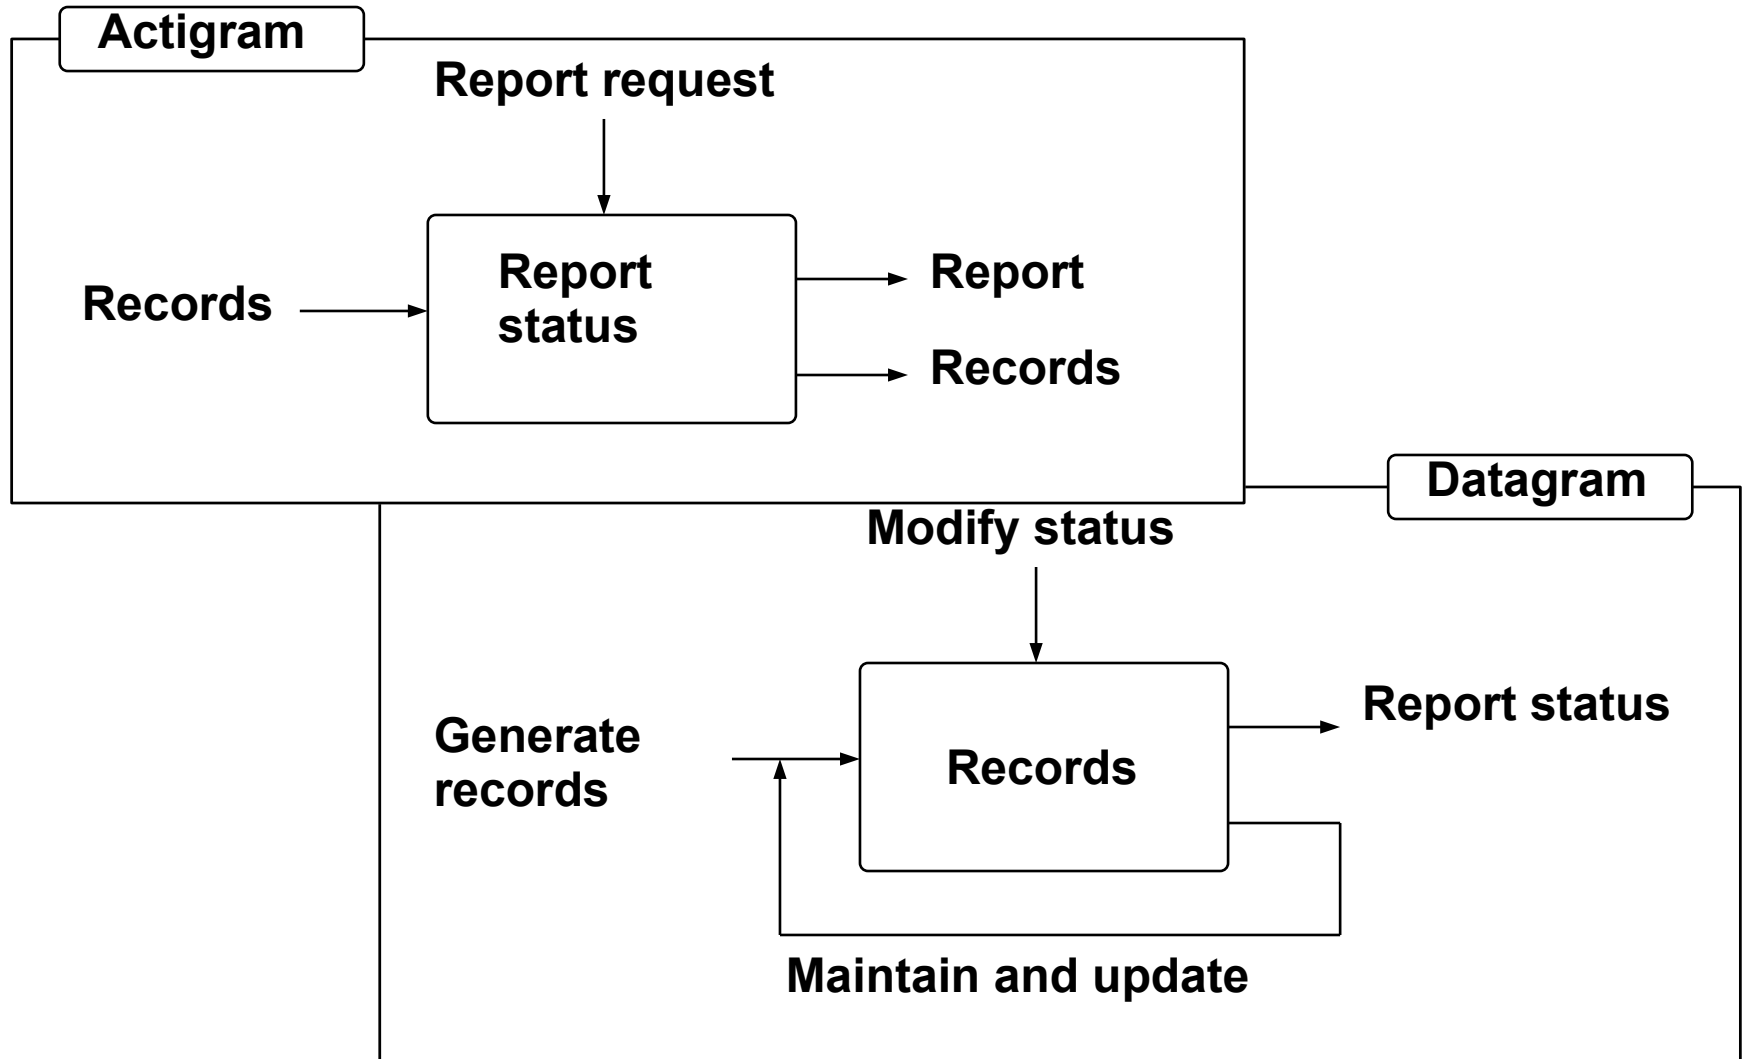 Actigram
Report request
Records
Report
status
Report
Records
Datagram
Modify status
Generate
records
Records
Report status
Maintain and update